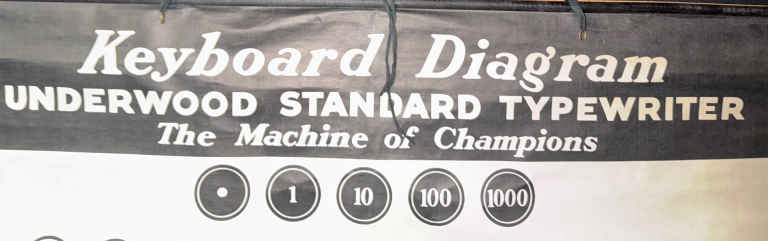 Keyboard Diagram
UNDERWOOD STANDARD TYPEWRITER
The Machine of Champions
• 1 10 100 1000